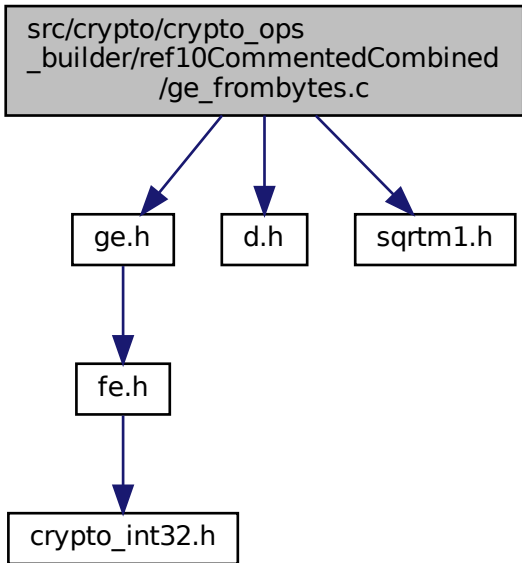 src/crypto/crypto_ops
_builder/ref10CommentedCombined
/ge_frombytes.c
ge.h
d.h
sqrtm1.h
fe.h
crypto_int32.h